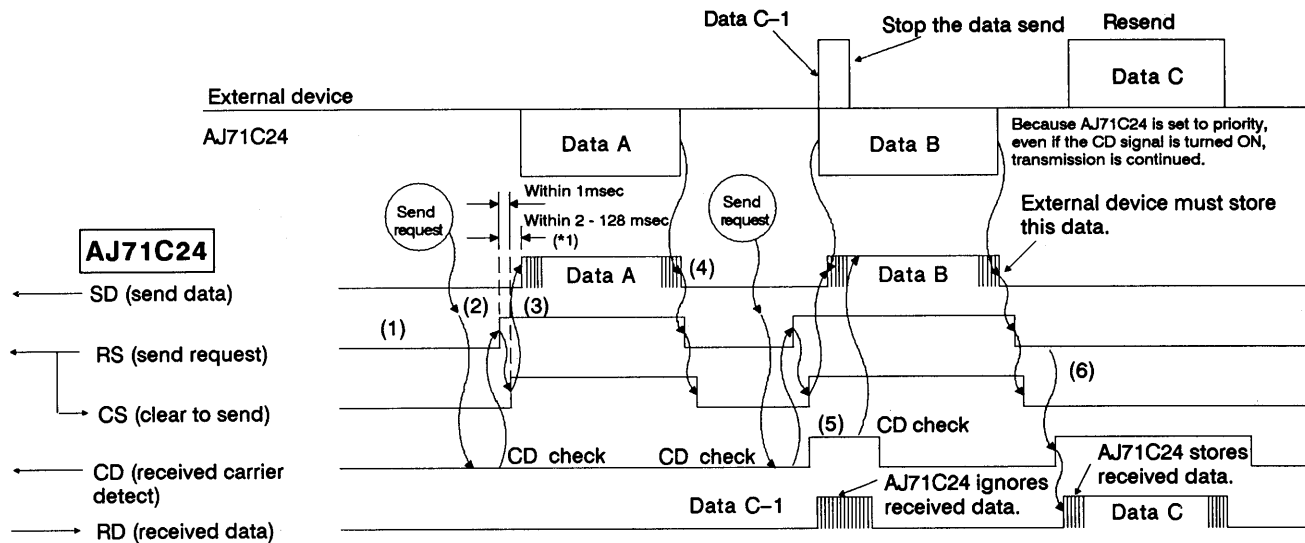 Data C-1
Stop the data send
Resend
Data C
External device
AJ71C24
Data A
Data B
Because AJ71C24 is set to priority,
even if the CD signal is turned ON,
transmission is continued.
Send
request
Within 1msec
Within 2 - 128 msec
(*1)
Send
request
External device must store
this data.
AJ71C24
SD (send data)
Data A
(4)
Data B
(1)
(2)
(3)
RS (send request)
(6)
CS (clear to send)
(5)
CD check
CD check
CD check
CD (received carrier
detect)
AJ71C24 stores
received data.
AJ71C24 ignores
received data.
Data C-1
Data C
RD (received data)